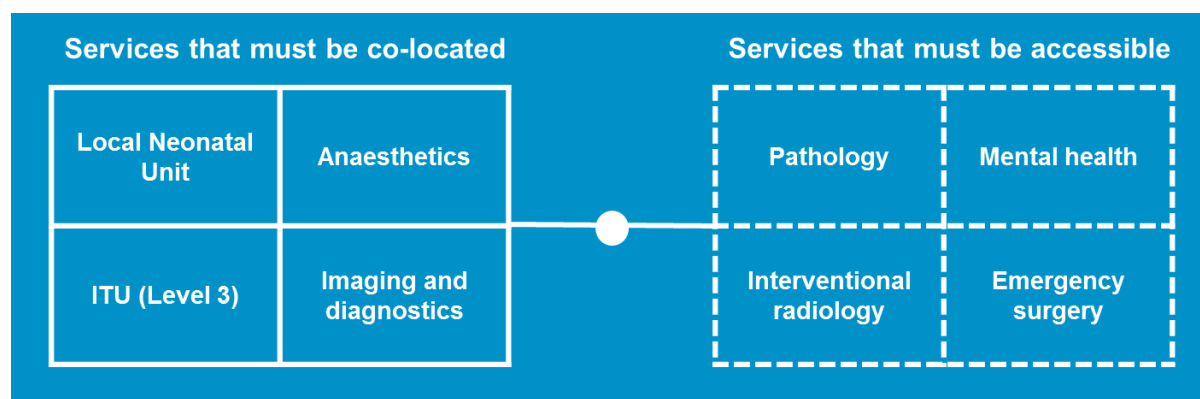 Services that must be co-located
Local Neonatal
Unit
Anaesthetics
ITU (Level 3)
Imaging and
diagnostics
Services that must be accessible
Pathology
Mental health
Interventional
radiology
Emergency
surgery